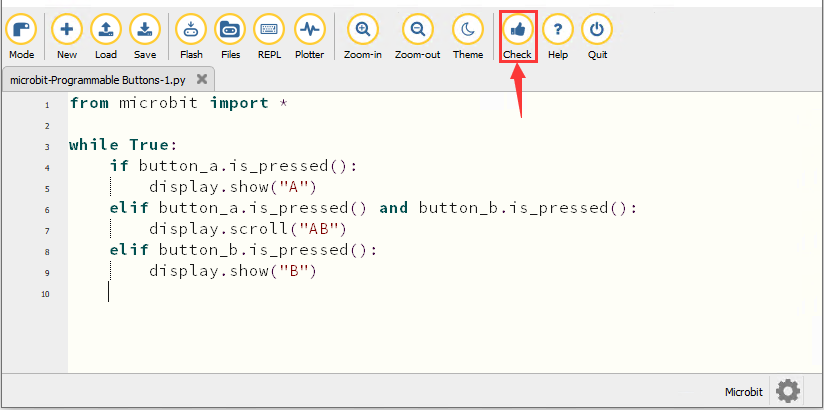 Mode New Load Save Flash Files REPL Plotter Zoom-in Zoom-out Theme Check Help Quit
microbit-Programmable Buttons-1.py
1 from microbit import *
2
3 while True:
4 if button_a.is_pressed():
5 display.show("A")
6 elif button_a.is_pressed() and button_b.is_pressed():
7 display.scroll("AB")
8 elif button_b.is_pressed():
9 display.show("B")
10
Microbit